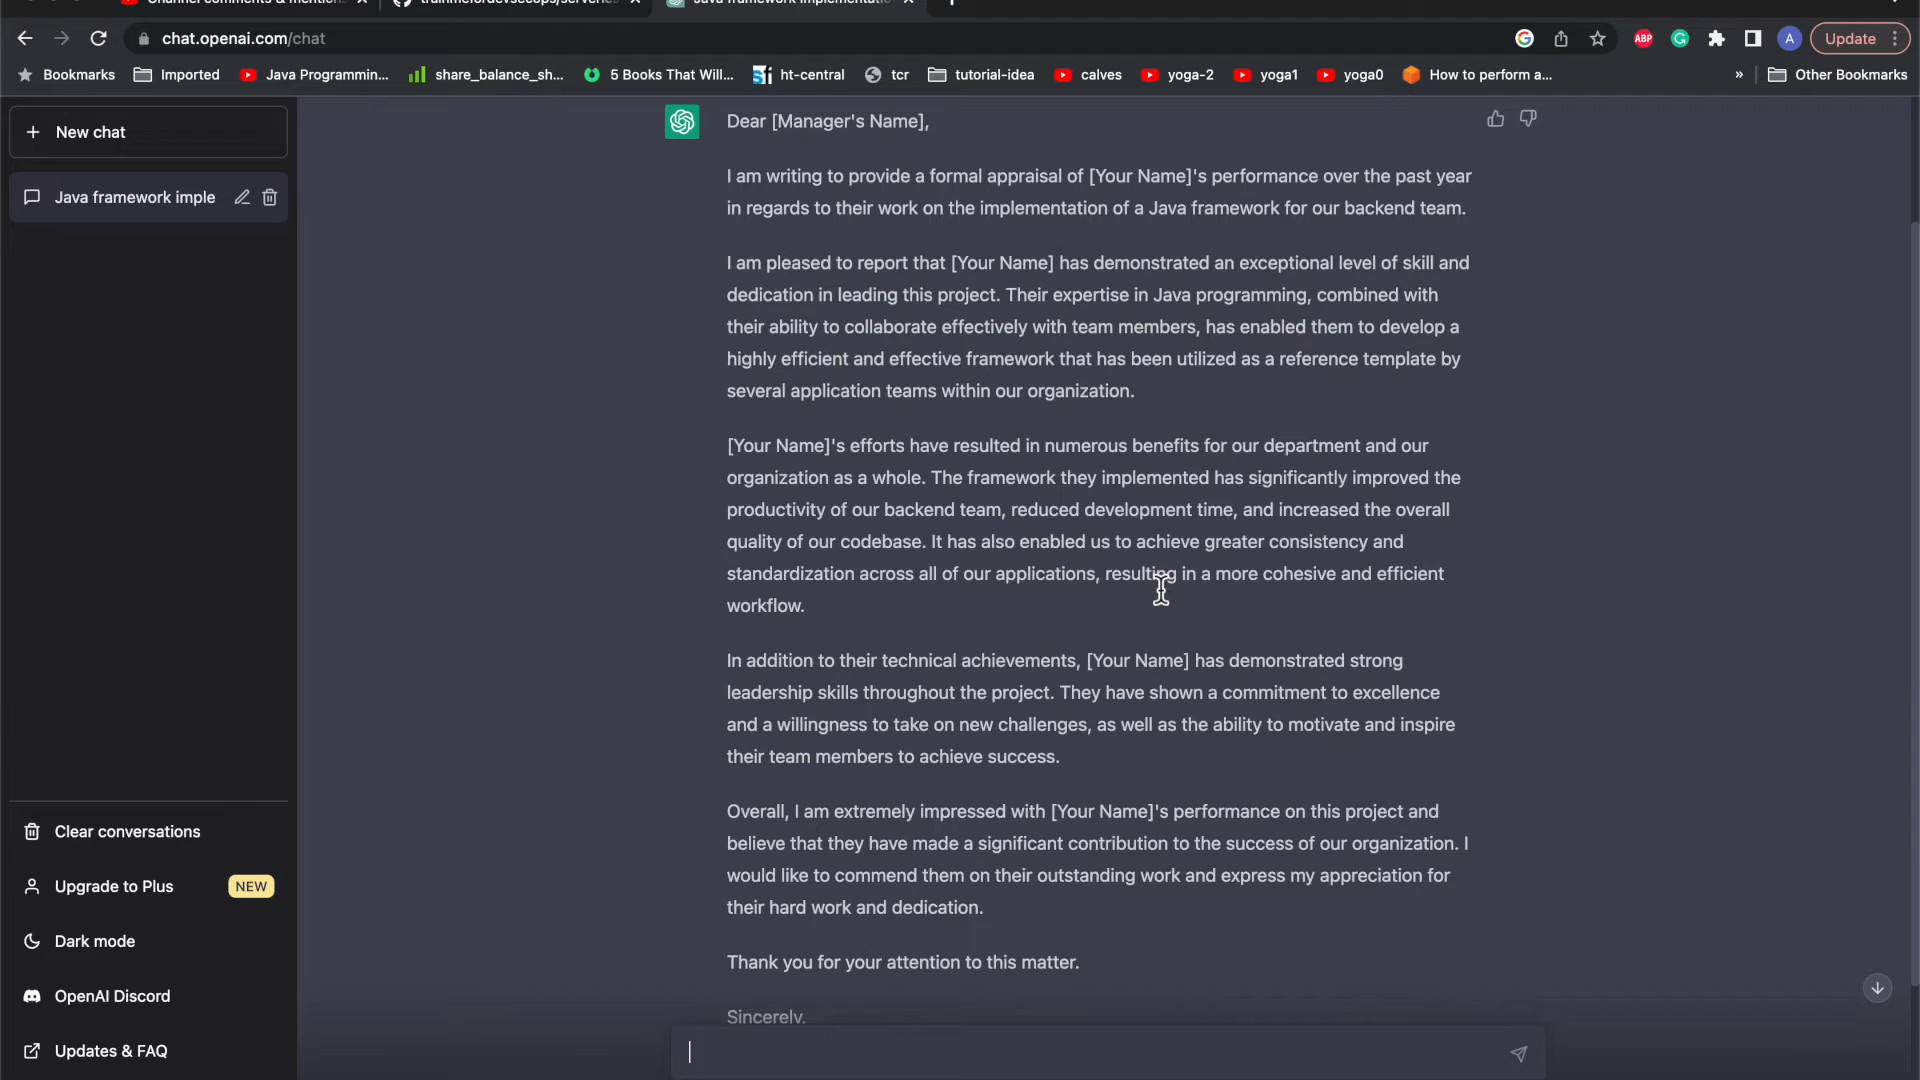 Channel comments & mention
trainmefordevsecops/serverles
Java framework implementati
chat.openai.com/chat
ABP
A
Update
Bookmarks
Imported
Java Programmin...
share_balance_sh...
5 Books That Will...
ht-central
tcr
tutorial-idea
calves
yoga-2
yoga1
yoga0
How to perform a...
»
Other Bookmarks
New chat
Java framework imple
Clear conversations
Upgrade to Plus
NEW
Dark mode
OpenAI Discord
Updates & FAQ
Dear [Manager's Name],
I am writing to provide a formal appraisal of [Your Name]'s performance over the past year
in regards to their work on the implementation of a Java framework for our backend team.
I am pleased to report that [Your Name] has demonstrated an exceptional level of skill and
dedication in leading this project. Their expertise in Java programming, combined with
their ability to collaborate effectively with team members, has enabled them to develop a
highly efficient and effective framework that has been utilized as a reference template by
several application teams within our organization.
[Your Name]'s efforts have resulted in numerous benefits for our department and our
organization as a whole. The framework they implemented has significantly improved the
productivity of our backend team, reduced development time, and increased the overall
quality of our codebase. It has also enabled us to achieve greater consistency and
standardization across all of our applications, resulting in a more cohesive and efficient
workflow.
In addition to their technical achievements, [Your Name] has demonstrated strong
leadership skills throughout the project. They have shown a commitment to excellence
and a willingness to take on new challenges, as well as the ability to motivate and inspire
their team members to achieve success.
Overall, I am extremely impressed with [Your Name]'s performance on this project and
believe that they have made a significant contribution to the success of our organization. I
would like to commend them on their outstanding work and express my appreciation for
their hard work and dedication.
Thank you for your attention to this matter.
Sincerely,